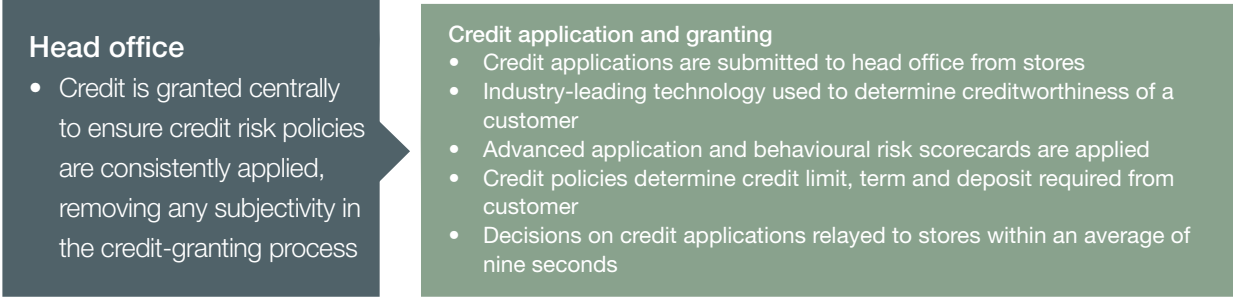 Head office
• Credit is granted centrally
to ensure credit risk policies
are consistently applied,
removing any subjectivity in
the credit-granting process
Credit application and granting
• Credit applications are submitted to head office from stores
• Industry-leading technology used to determine creditworthiness of a
customer
• Advanced application and behavioural risk scorecards are applied
• Credit policies determine credit limit, term and deposit required from
customer
• Decisions on credit applications relayed to stores within an average of
nine seconds